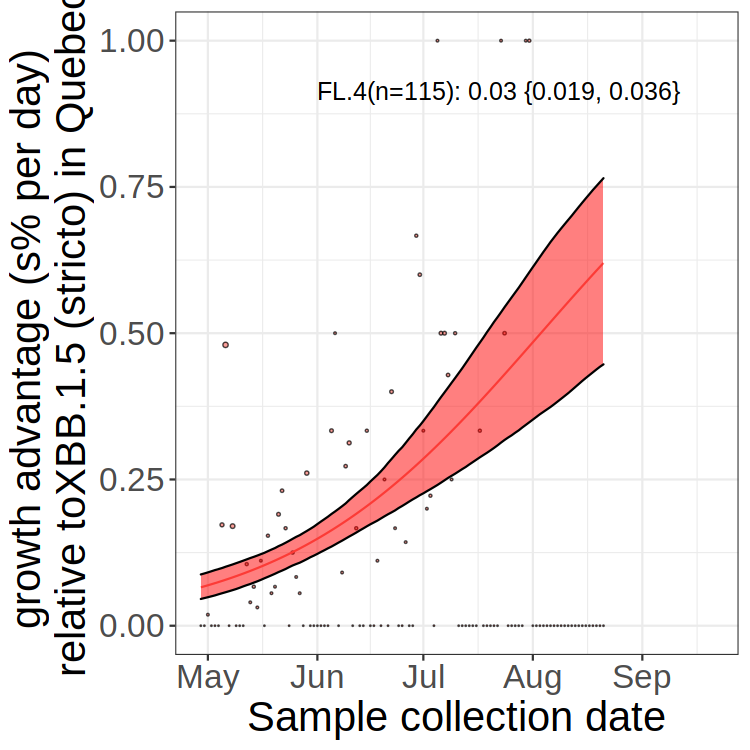 growth advantage (s% per day)
relative toXBB.1.5 (stricto) in Quebec
1.00
0.75
0.50
0.25
0.00
FL.4(n=115): 0.03 {0.019, 0.036}
May Jun Jul Aug Sep
Sample collection date